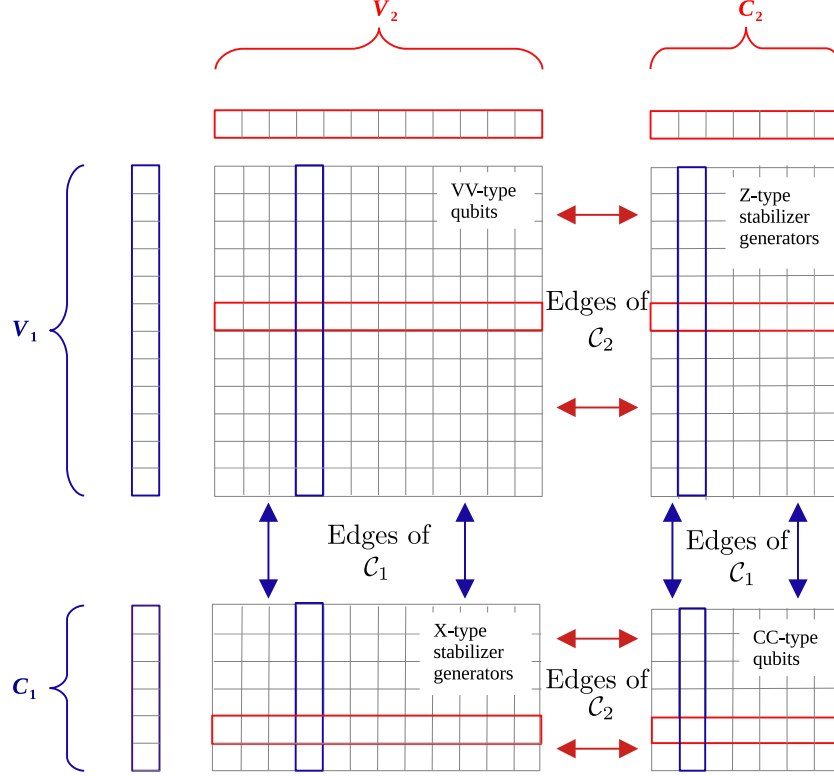 V₂
C₂
VV-type
qubits
Z-type
stabilizer
generators
V₁
Edges of
𝒞₂
Edges of
𝒞₁
Edges of
𝒞₁
X-type
stabilizer
generators
CC-type
qubits
C₁
Edges of
𝒞₂